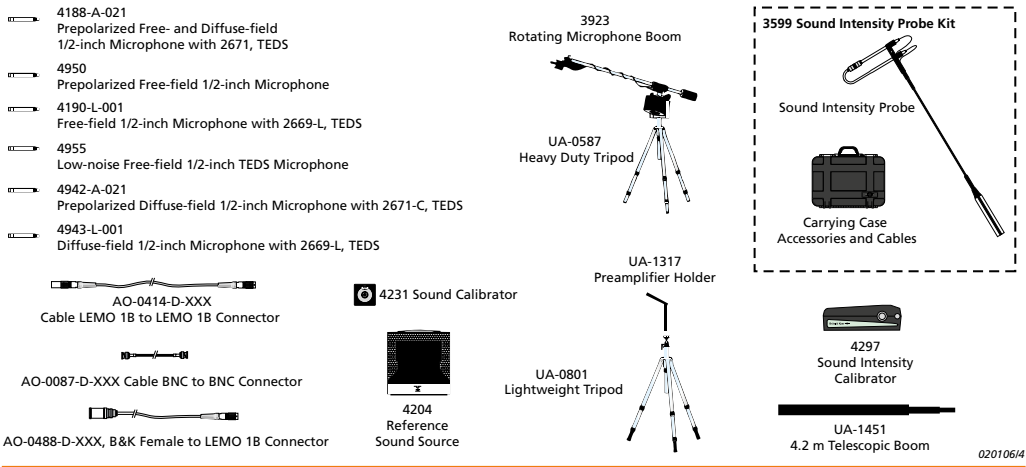 4188-A-021
Prepolarized Free- and Diffuse-field
1/2-inch Microphone with 2671, TEDS
4950
Prepolarized Free-field 1/2-inch Microphone
4190-L-001
Free-field 1/2-inch Microphone with 2669-L, TEDS
4955
Low-noise Free-field 1/2-inch TEDS Microphone
4942-A-021
Prepolarized Diffuse-field 1/2-inch Microphone with 2671-C, TEDS
4943-L-001
Diffuse-field 1/2-inch Microphone with 2669-L, TEDS
AO-0414-D-XXX
Cable LEMO 1B to LEMO 1B Connector
AO-0087-D-XXX Cable BNC to BNC Connector
AO-0488-D-XXX, B&K Female to LEMO 1B Connector
4231 Sound Calibrator
4204
Reference
Sound Source
3923
Rotating Microphone Boom
UA-0587
Heavy Duty Tripod
UA-1317
Preamplifier Holder
UA-0801
Lightweight Tripod
3599 Sound Intensity Probe Kit
Sound Intensity Probe
Carrying Case
Accessories and Cables
4297
Sound Intensity
Calibrator
UA-1451
4.2 m Telescopic Boom
020106/4